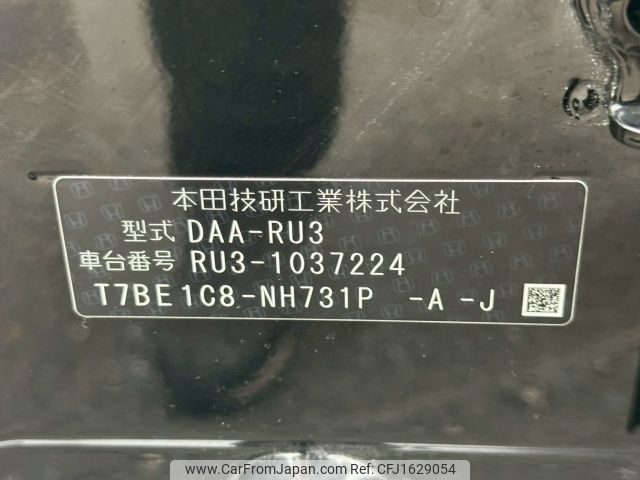 本田技研工業株式会社
型式 DAA-RU3
車台番号 RU3-1037224
T7BE1C8-NH731P -A -J
www.CarFromJapan.com | Ref No: CFJ1629054